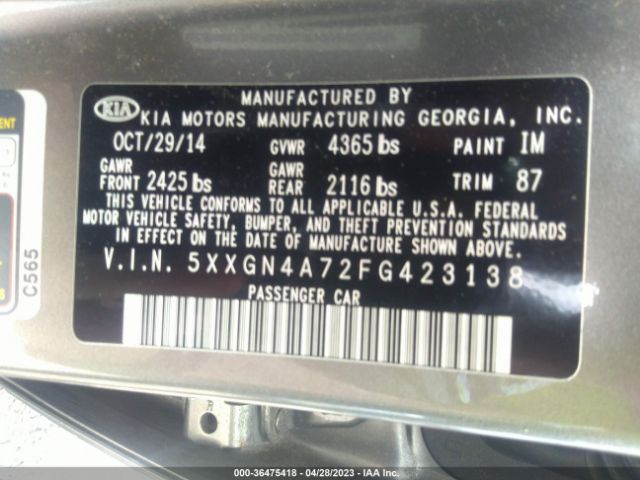 KIA
MANUFACTURED BY
KIA MOTORS MANUFACTURING GEORGIA, INC.
OCT/29/14 GVWR 4365 lbs PAINT IM
GAWR FRONT 2425 lbs GAWR REAR 2116 lbs TRIM 87
THIS VEHICLE CONFORMS TO ALL APPLICABLE U.S.A. FEDERAL
MOTOR VEHICLE SAFETY, BUMPER, AND THEFT PREVENTION STANDARDS
IN EFFECT ON THE DATE OF MANUFACTURE SHOWN ABOVE.
V.I.N. 5XXGN4A72FG423138
PASSENGER CAR
C565
000-36475418 - 04/28/2023 - IAA Inc.